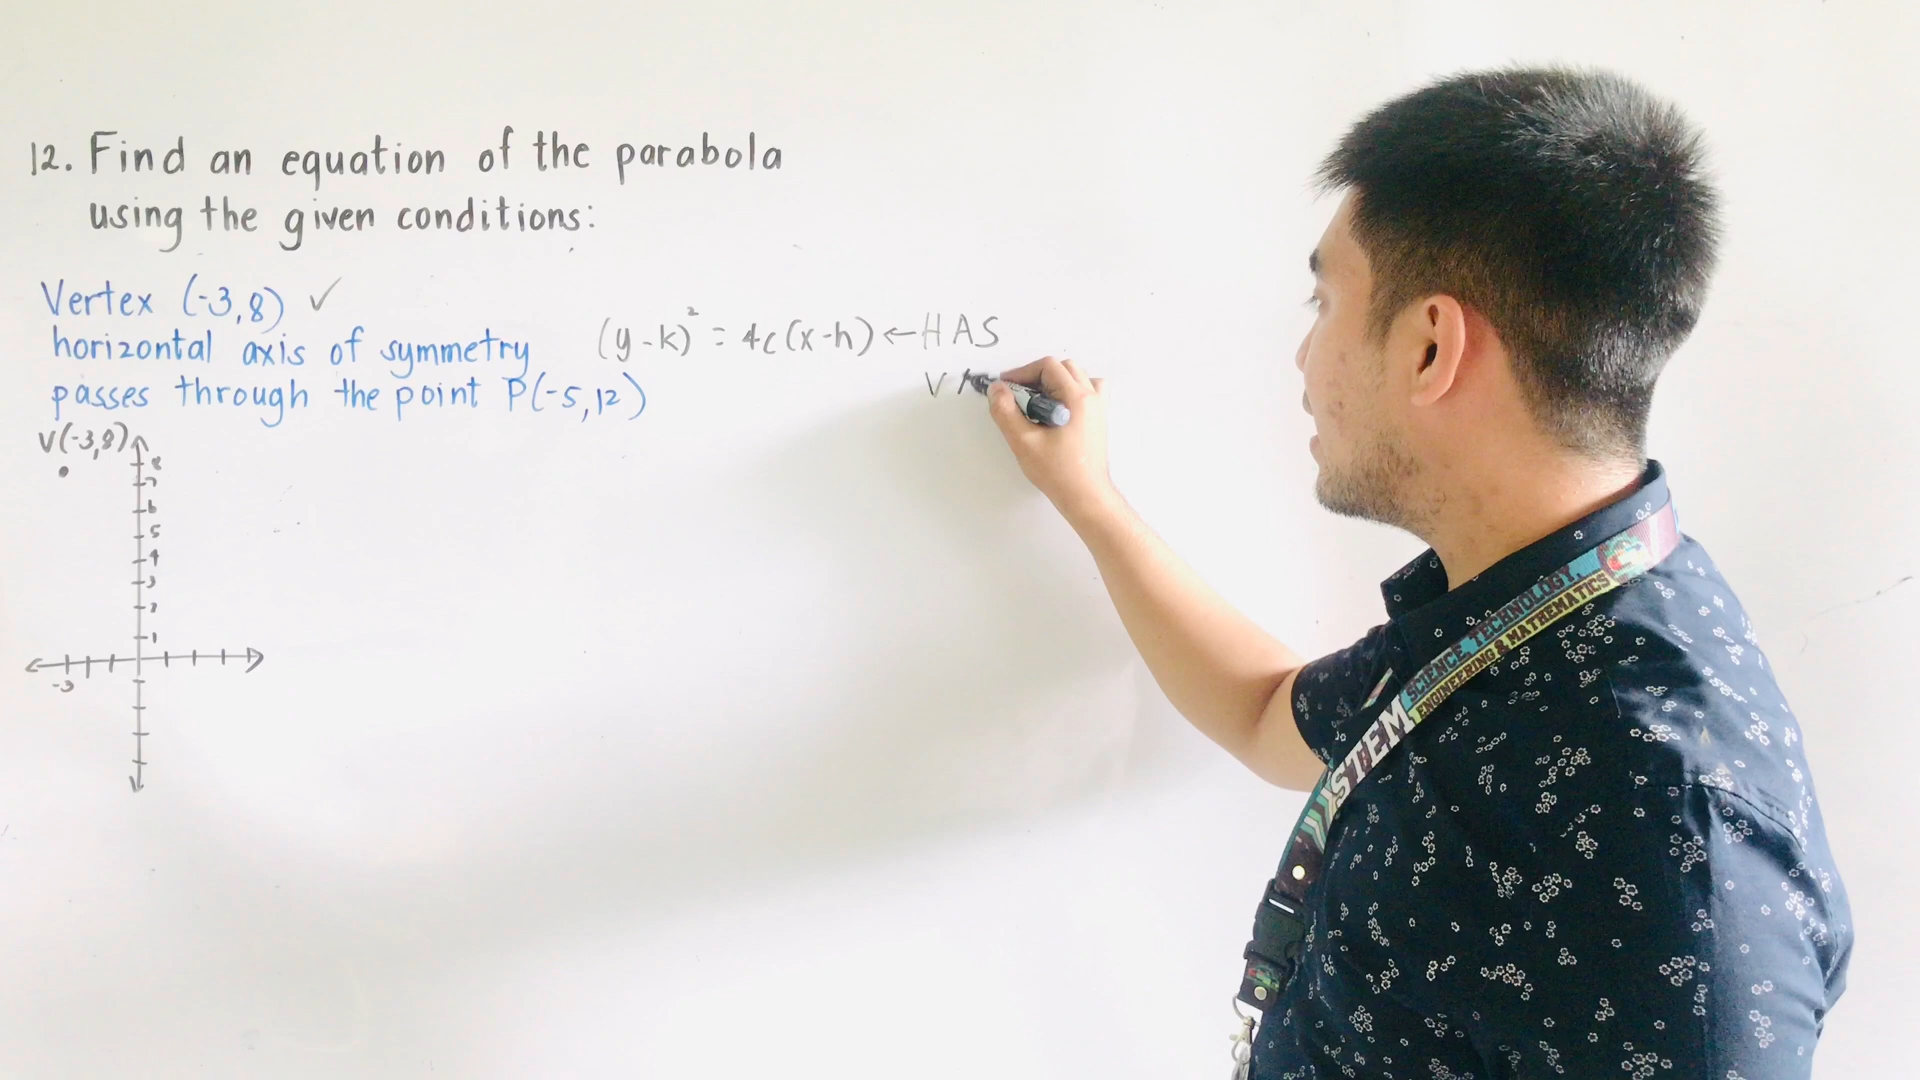 12. Find an equation of the parabola
using the given conditions:
Vertex (-3,8) ✓
horizontal axis of symmetry
passes through the point P(-5,12)
(y-k)² = 4c(x-h) ← HAS
V A
V(-3,8)
8
7
6
5
4
3
2
1
-3
STEM
SCIENCE, TECHNOLOGY,
ENGINEERING & MATHEMATICS